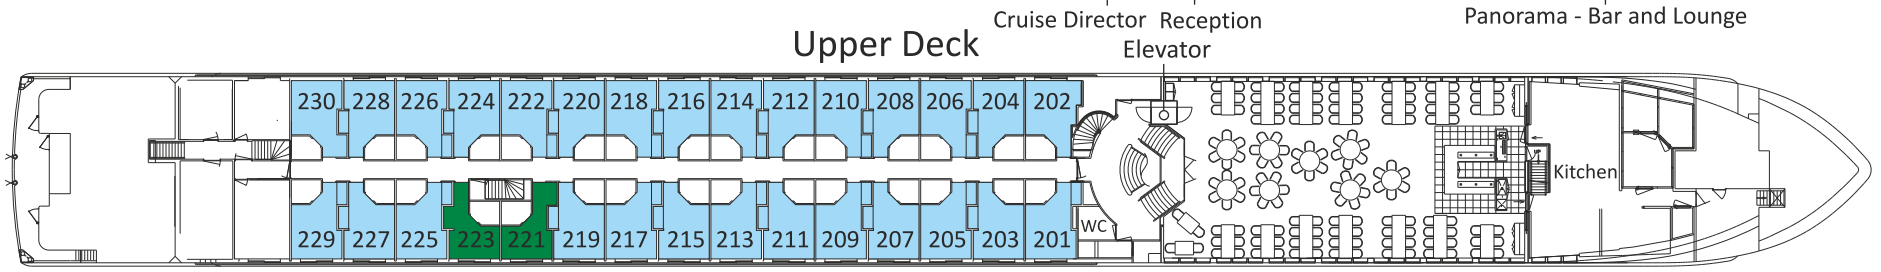 Cruise Director Reception
Panorama - Bar and Lounge
Upper Deck
Elevator
230 228 226 224 222 220 218 216 214 212 210 208 206 204 202
Kitchen
WC
229 227 225 223 221 219 217 215 213 211 209 207 205 203 201